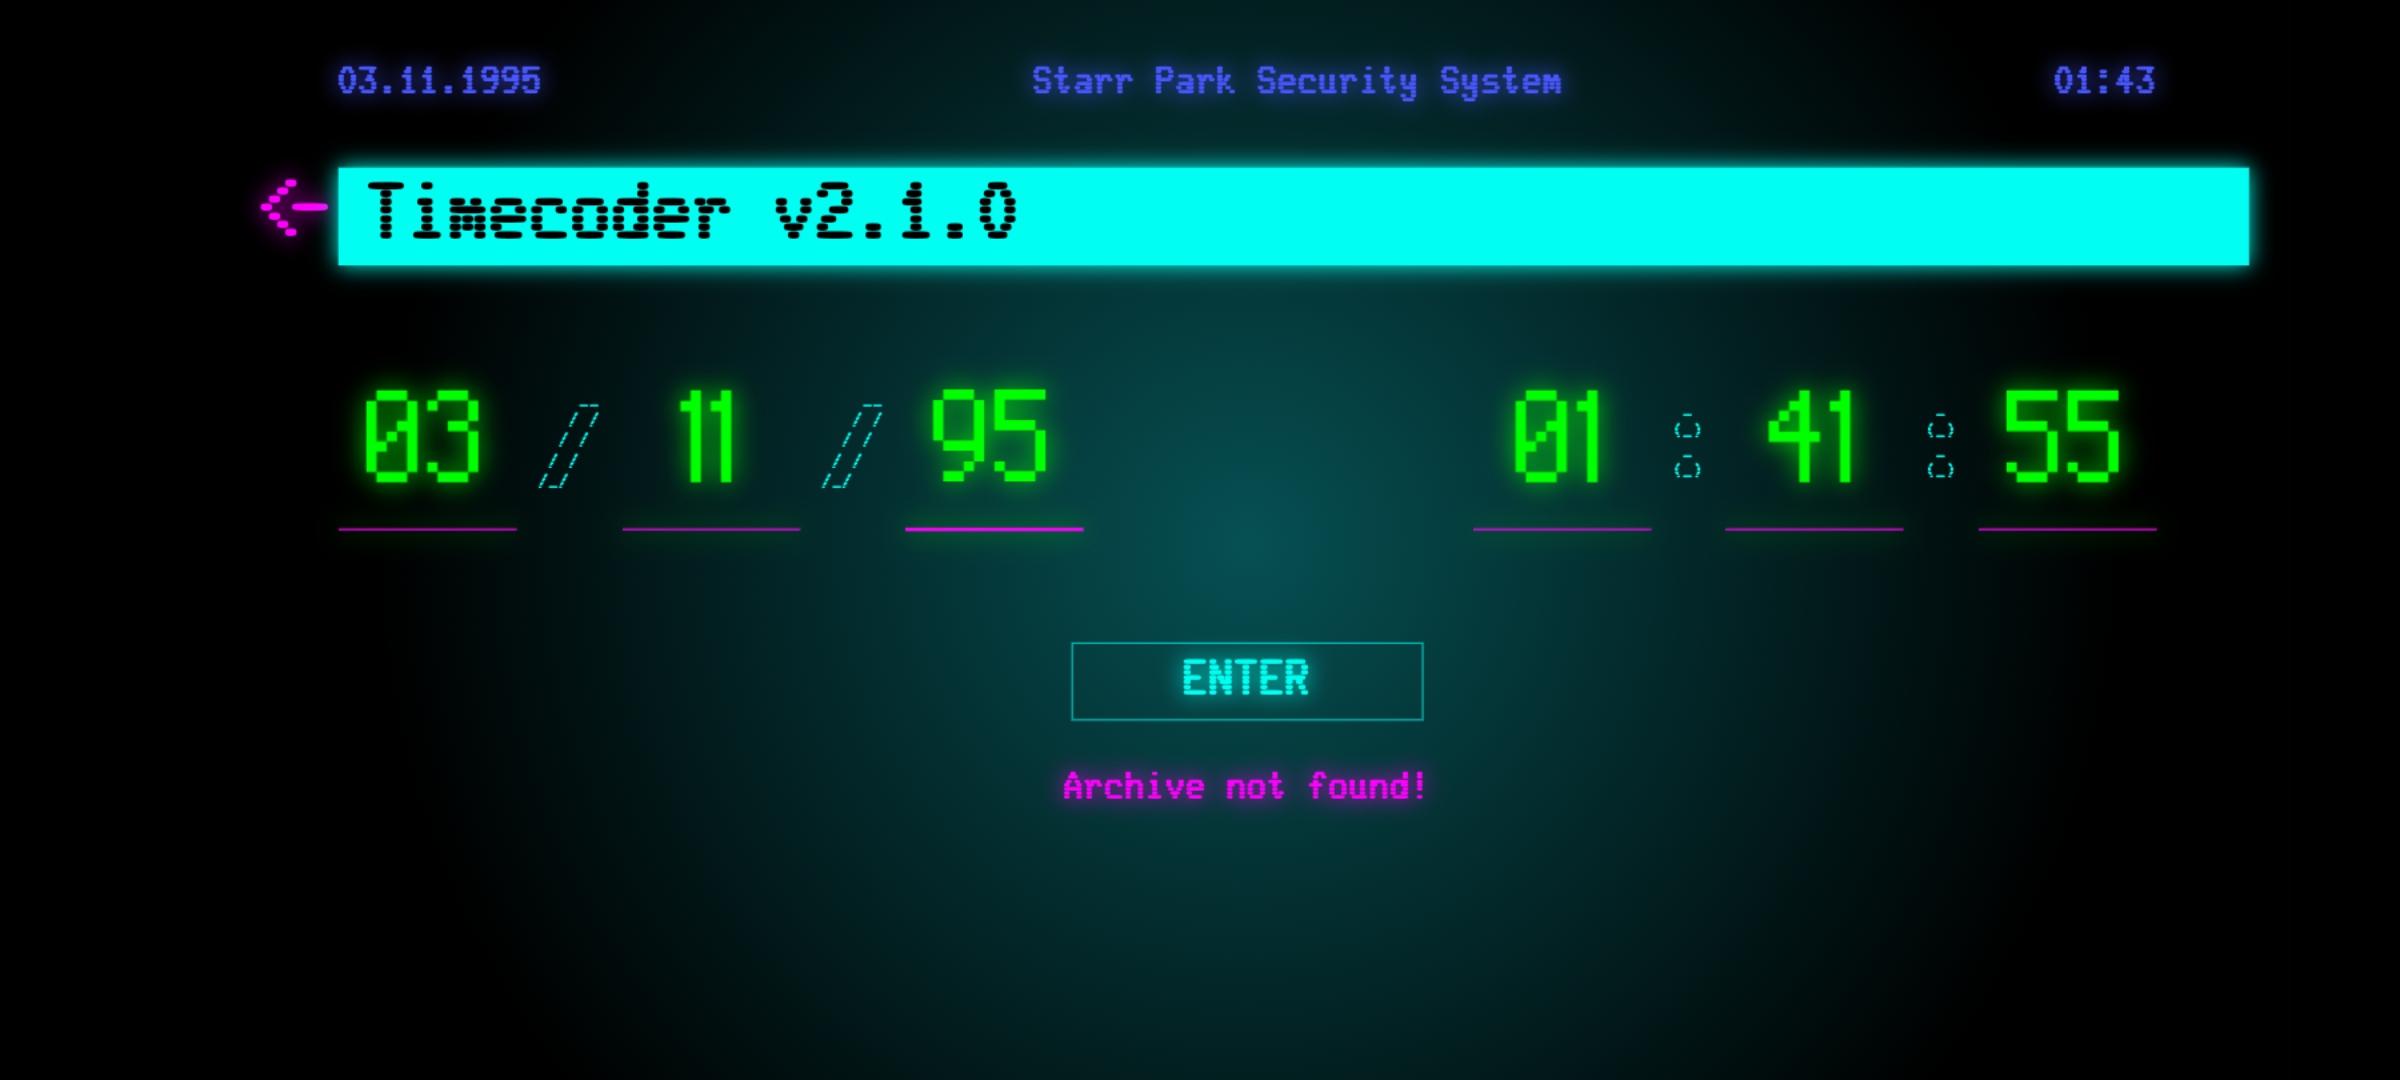 03.11.1995 Starr Park Security System 01:43
← Timecoder v2.1.0
03 // 11 // 95 01 : 41 : 55
ENTER
Archive not found!